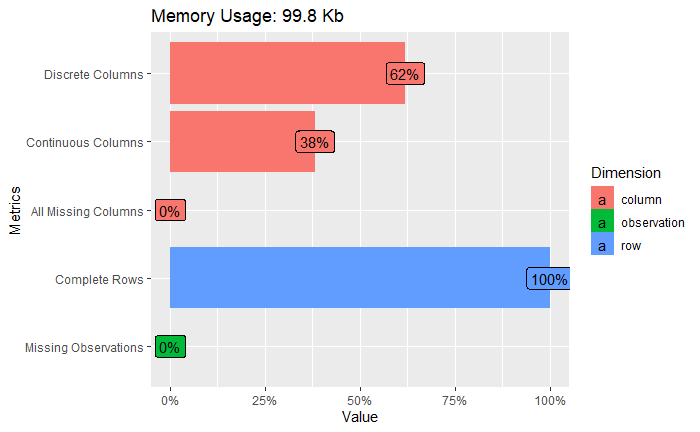 Memory Usage: 99.8 Kb
Metrics
Discrete Columns
62%
Continuous Columns
38%
All Missing Columns
0%
Complete Rows
100%
Missing Observations
0%
0% 25% 50% 75% 100%
Value
Dimension
a column
a observation
a row